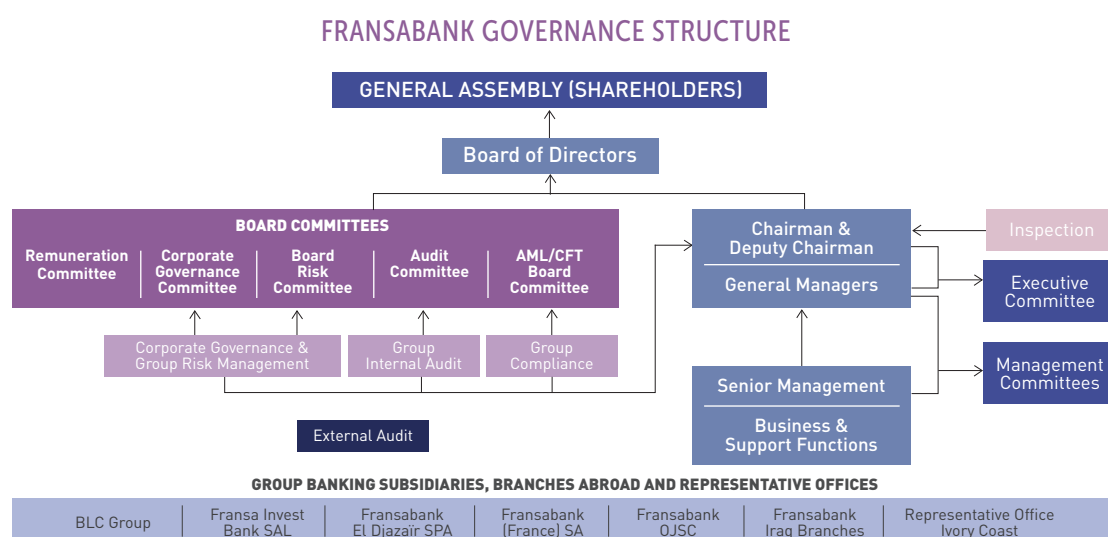 FRANSABANK GOVERNANCE STRUCTURE
GENERAL ASSEMBLY (SHAREHOLDERS)
Board of Directors
BOARD COMMITTEES
Remuneration
Committee
Corporate
Governance
Committee
Board
Risk
Committee
Audit
Committee
AML/CFT
Board
Committee
Chairman &
Deputy Chairman
General Managers
Inspection
Executive
Committee
Corporate Governance &
Group Risk Management
Group
Internal Audit
Group
Compliance
Management
Committees
Senior Management
Business &
Support Functions
External Audit
GROUP BANKING SUBSIDIARIES, BRANCHES ABROAD AND REPRESENTATIVE OFFICES
BLC Group
Fransa Invest
Bank SAL
Fransabank
El Djazaïr SPA
Fransabank
(France) SA
Fransabank
OJSC
Fransabank
Iraq Branches
Representative Office
Ivory Coast